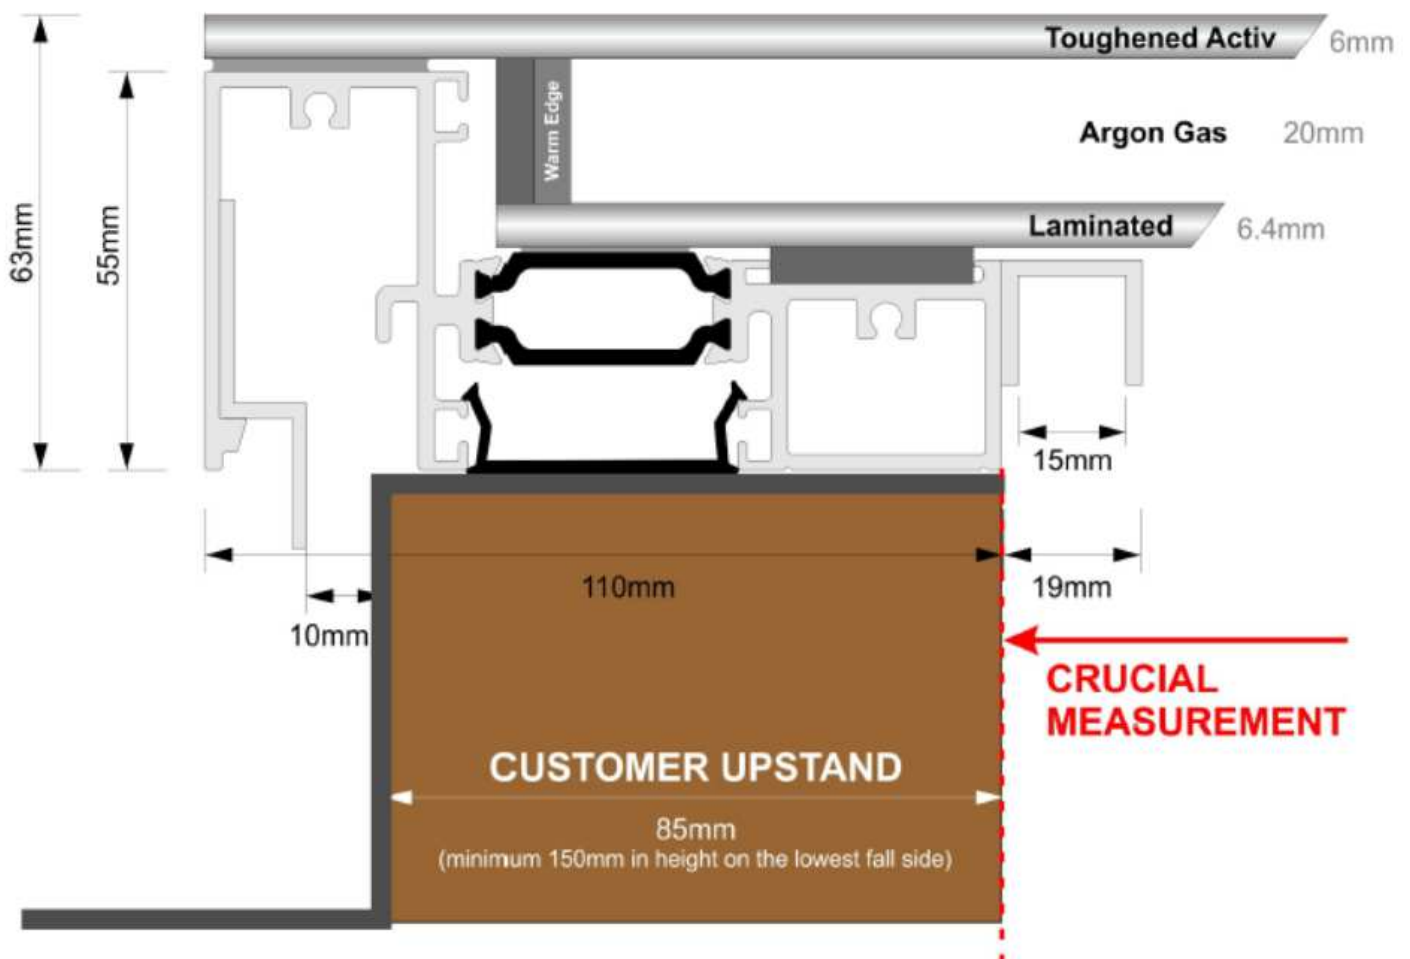 Toughened Activ 6mm
Warm Edge
Argon Gas 20mm
63mm
55mm
Laminated 6.4mm
15mm
110mm
19mm
10mm
CRUCIAL
MEASUREMENT
CUSTOMER UPSTAND
85mm
(minimum 150mm in height on the lowest fall side)